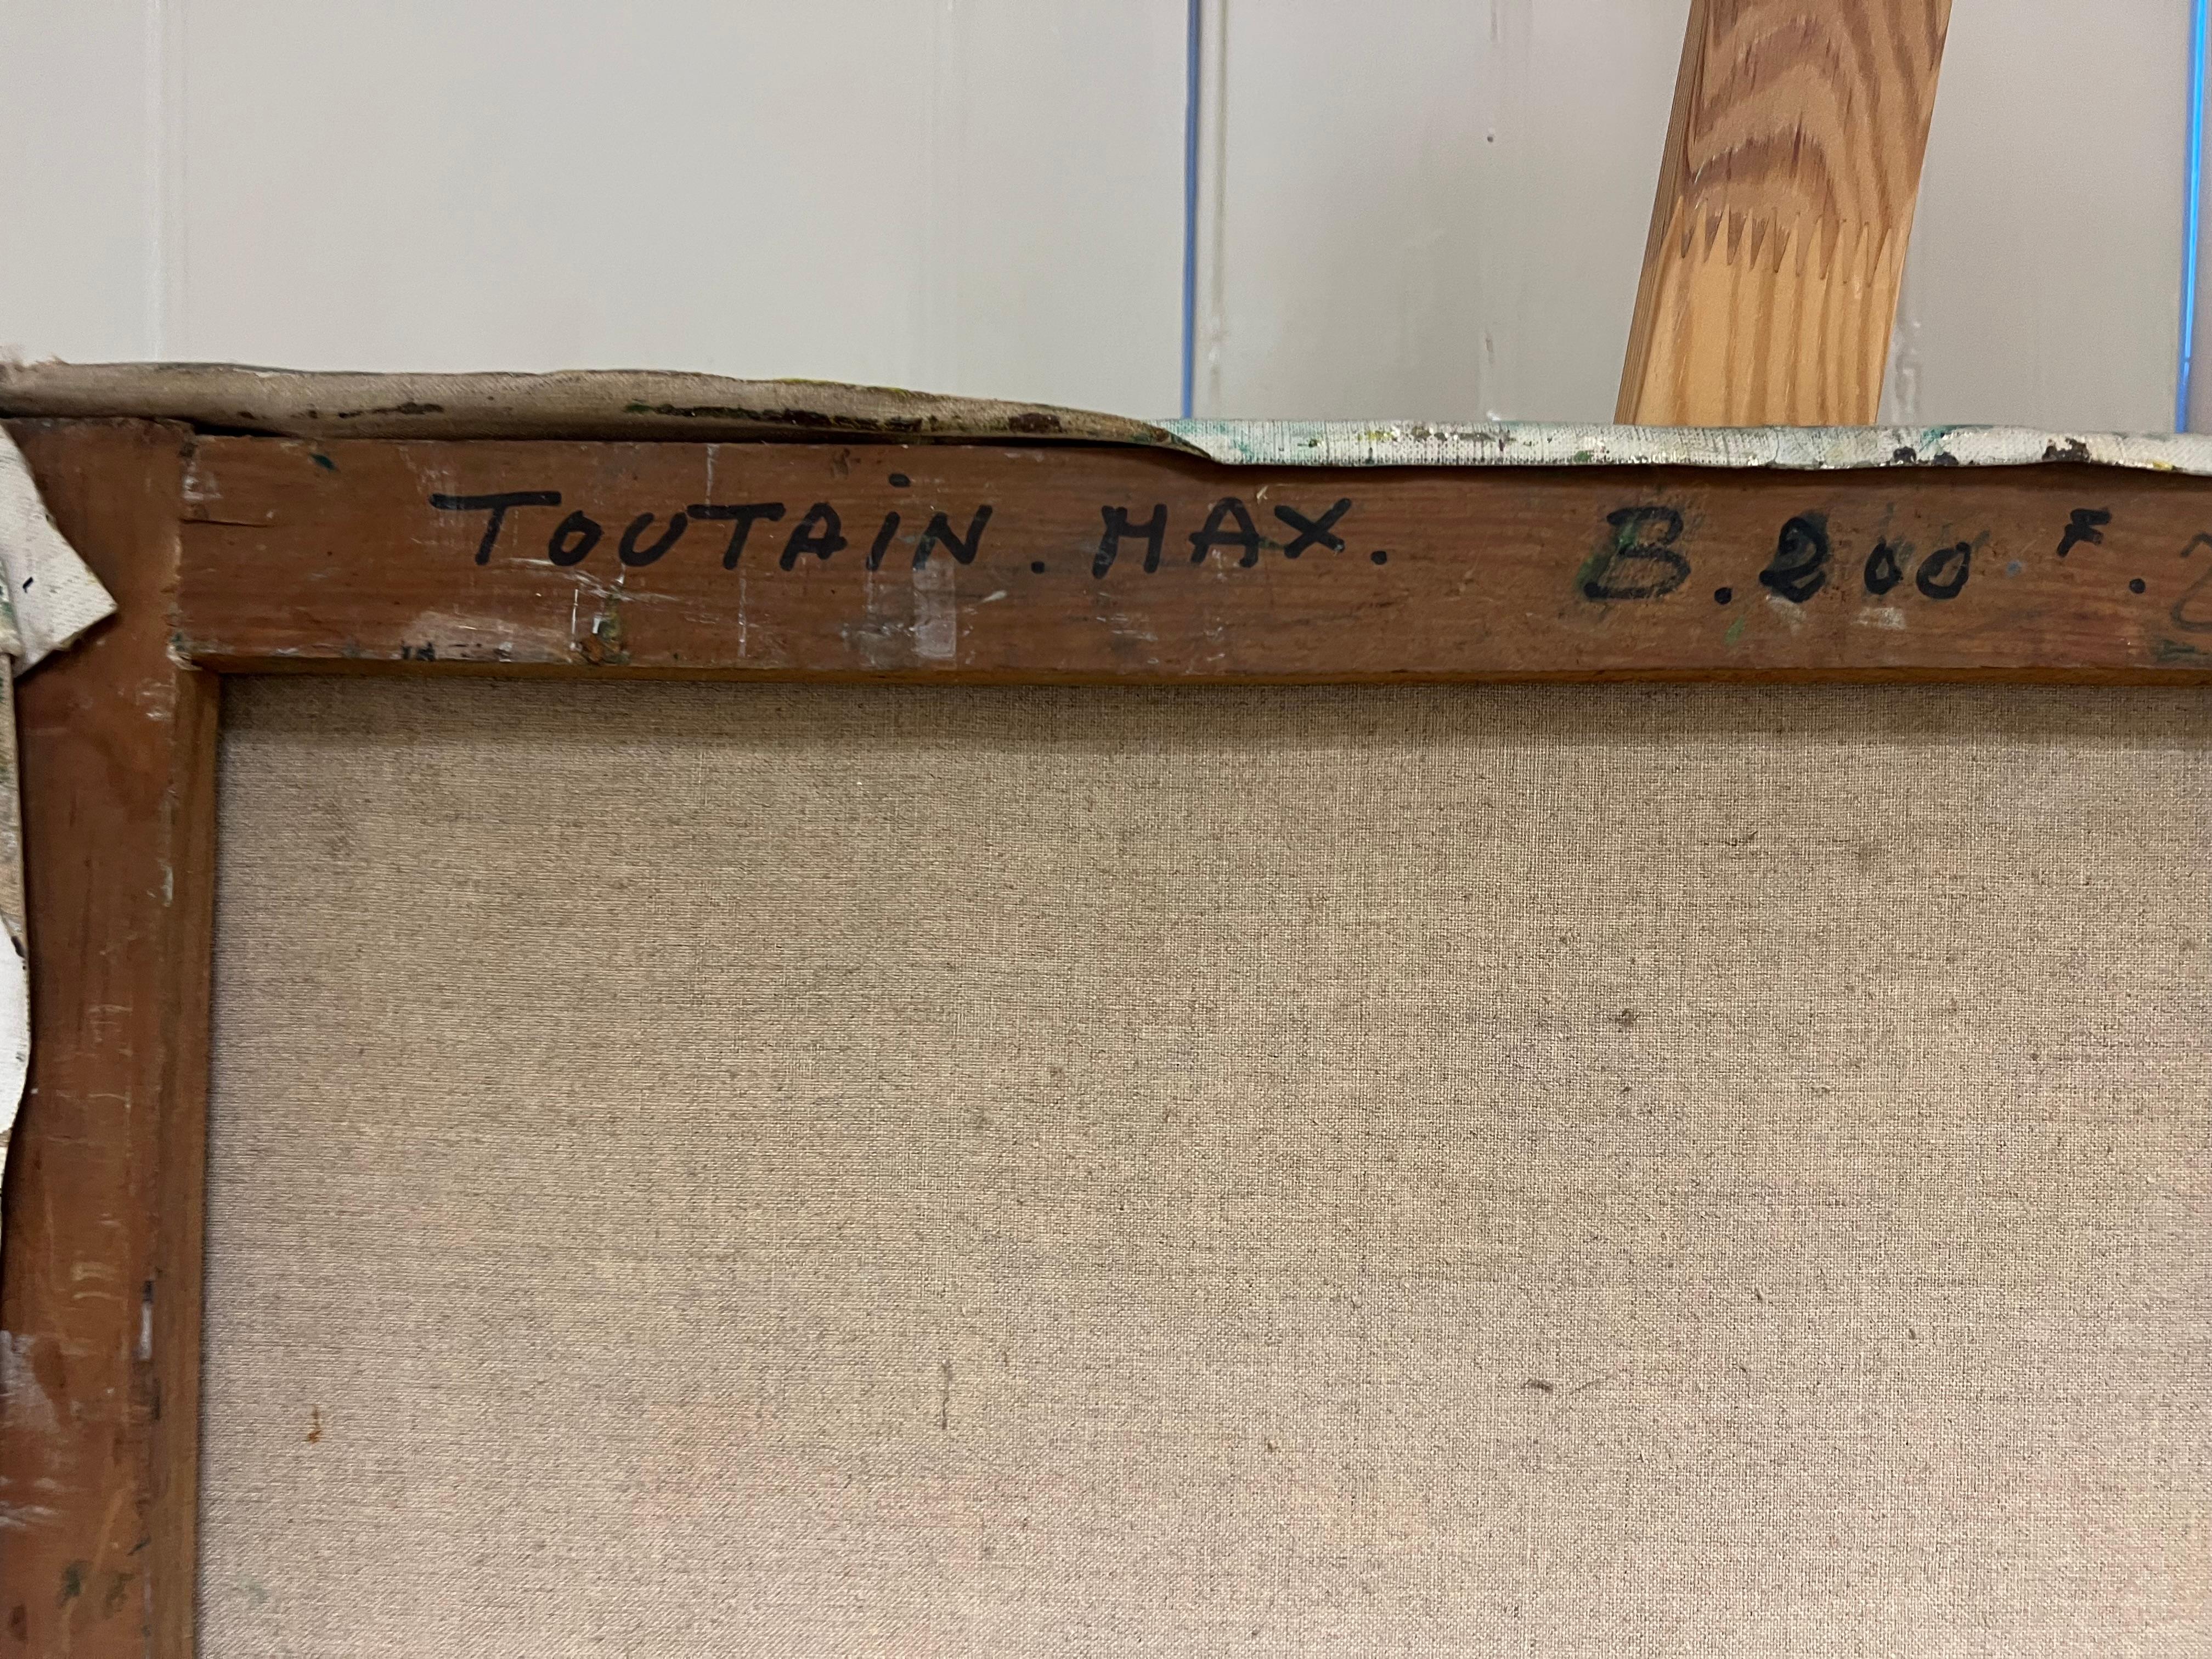 TOUTAiN. MAX. B. 200 F.